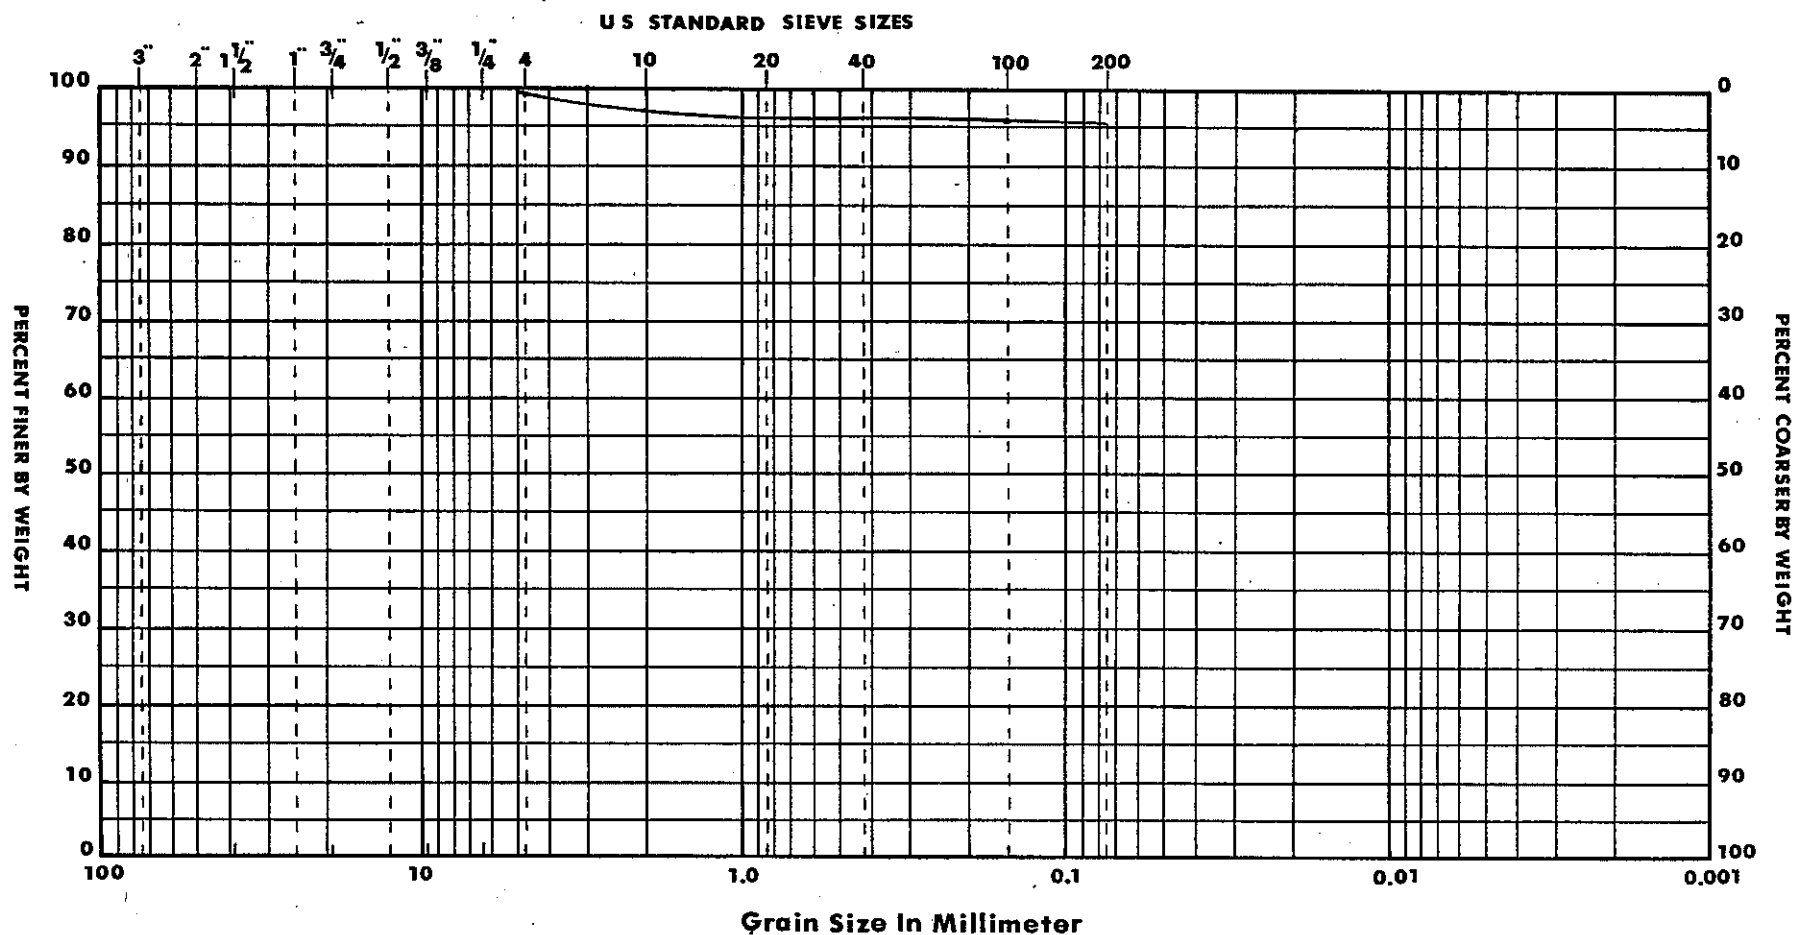 US STANDARD SIEVE SIZES
3" 2" 1 1/2" 1" 3/4" 1/2" 3/8" 1/4" 4 10 20 40 100 200
100 0
90 10
80 20
70 30
60 40
50 50
40 60
30 70
20 80
10 90
0 100
PERCENT FINER BY WEIGHT
PERCENT COARSER BY WEIGHT
100 10 1.0 0.1 0.01 0.001
Grain Size In Millimeter